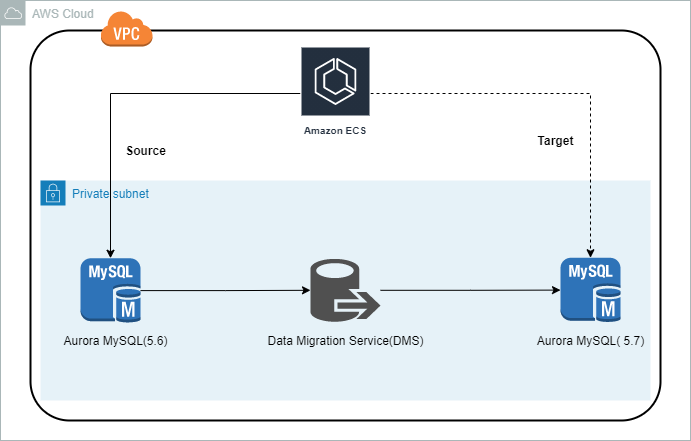 AWS Cloud
VPC
Amazon ECS
Source
Target
Private subnet
MySQL
M
MySQL
M
Aurora MySQL(5.6)
Data Migration Service(DMS)
Aurora MySQL( 5.7)